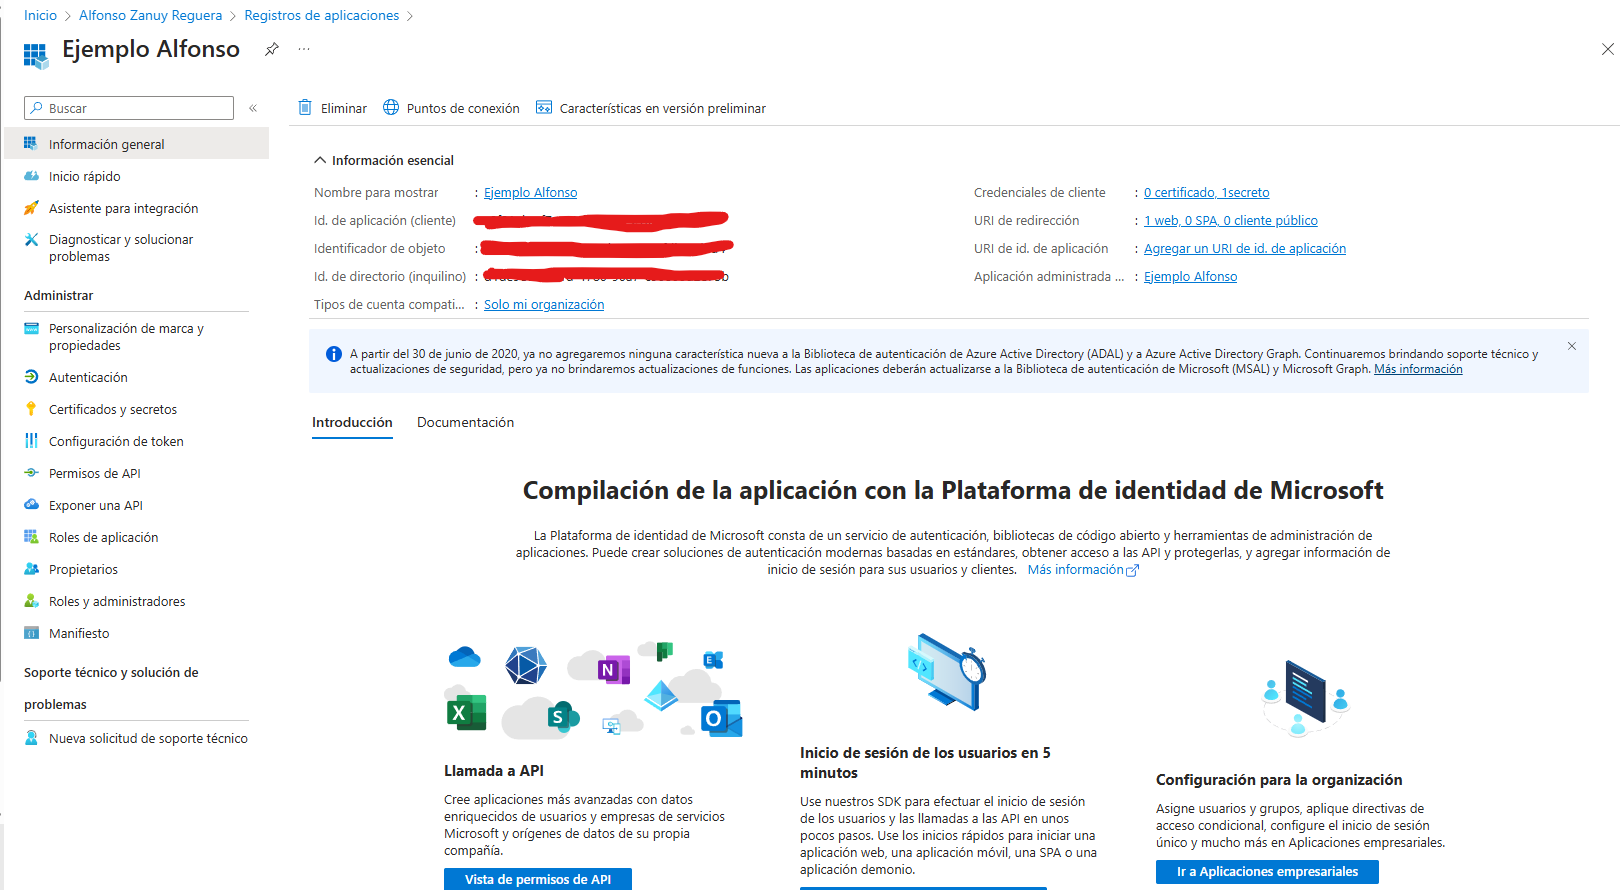 Inicio > Alfonso Zanuy Reguera > Registros de aplicaciones >
Ejemplo Alfonso
Buscar
Información general
Inicio rápido
Asistente para integración
Diagnosticar y solucionar
problemas
Administrar
Personalización de marca y
propiedades
Autenticación
Certificados y secretos
Configuración de token
Permisos de API
Exponer una API
Roles de aplicación
Propietarios
Roles y administradores
Manifiesto
Soporte técnico y solución de
problemas
Nueva solicitud de soporte técnico
Eliminar Puntos de conexión Características en versión preliminar
Información esencial
Nombre para mostrar : Ejemplo Alfonso
Id. de aplicación (cliente) :
Identificador de objeto :
Id. de directorio (inquilino) :
Tipos de cuenta compati... : Solo mi organización
Credenciales de cliente : 0 certificado, 1secreto
URI de redirección : 1 web, 0 SPA, 0 cliente público
URI de id. de aplicación : Agregar un URI de id. de aplicación
Aplicación administrada ... : Ejemplo Alfonso
A partir del 30 de junio de 2020, ya no agregaremos ninguna característica nueva a la Biblioteca de autenticación de Azure Active Directory (ADAL) y a Azure Active Directory Graph. Continuaremos brindando soporte técnico y
actualizaciones de seguridad, pero ya no brindaremos actualizaciones de funciones. Las aplicaciones deberán actualizarse a la Biblioteca de autenticación de Microsoft (MSAL) y Microsoft Graph. Más información
Introducción Documentación
Compilación de la aplicación con la Plataforma de identidad de Microsoft
La Plataforma de identidad de Microsoft consta de un servicio de autenticación, bibliotecas de código abierto y herramientas de administración de
aplicaciones. Puede crear soluciones de autenticación modernas basadas en estándares, obtener acceso a las API y protegerlas, y agregar información de
inicio de sesión para sus usuarios y clientes. Más información
Llamada a API
Cree aplicaciones más avanzadas con datos
enriquecidos de usuarios y empresas de servicios
Microsoft y orígenes de datos de su propia
compañía.
Vista de permisos de API
Inicio de sesión de los usuarios en 5
minutos
Use nuestros SDK para efectuar el inicio de sesión
de los usuarios y las llamadas a las API en unos
pocos pasos. Use los inicios rápidos para iniciar una
aplicación web, una aplicación móvil, una SPA o una
aplicación demonio.
Configuración para la organización
Asigne usuarios y grupos, aplique directivas de
acceso condicional, configure el inicio de sesión
único y mucho más en Aplicaciones empresariales.
Ir a Aplicaciones empresariales